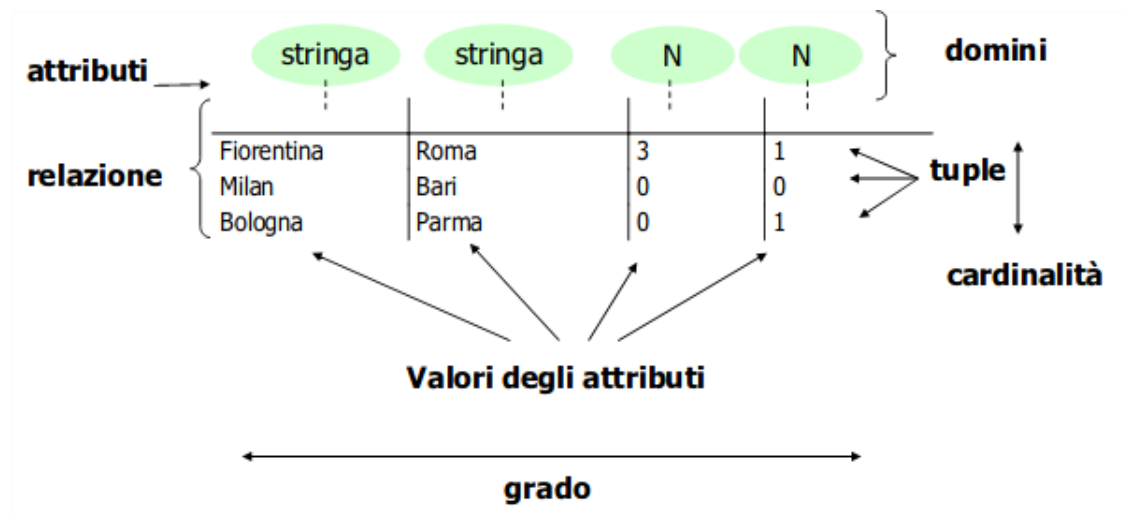 stringa stringa N N domini
attributi
Fiorentina Roma 3 1
relazione Milan Bari 0 0 tuple
Bologna Parma 0 1
cardinalità
Valori degli attributi
grado